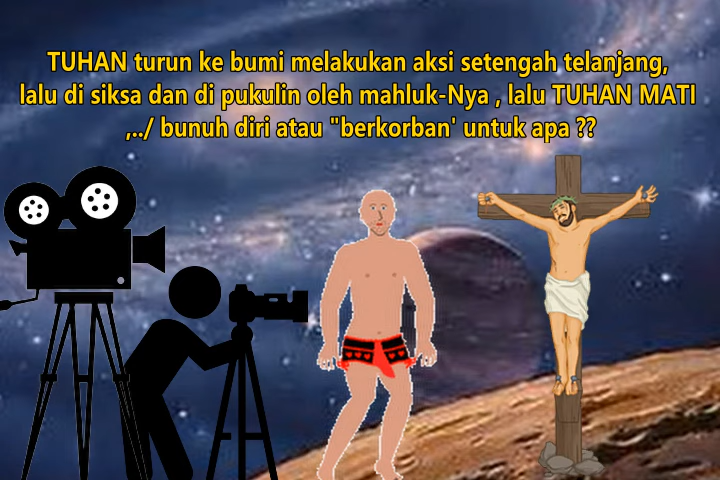 TUHAN turun ke bumi melakukan aksi setengah telanjang,
lalu di siksa dan di pukulin oleh mahluk-Nya , lalu TUHAN MATI
,../ bunuh diri atau "berkorban' untuk apa ??